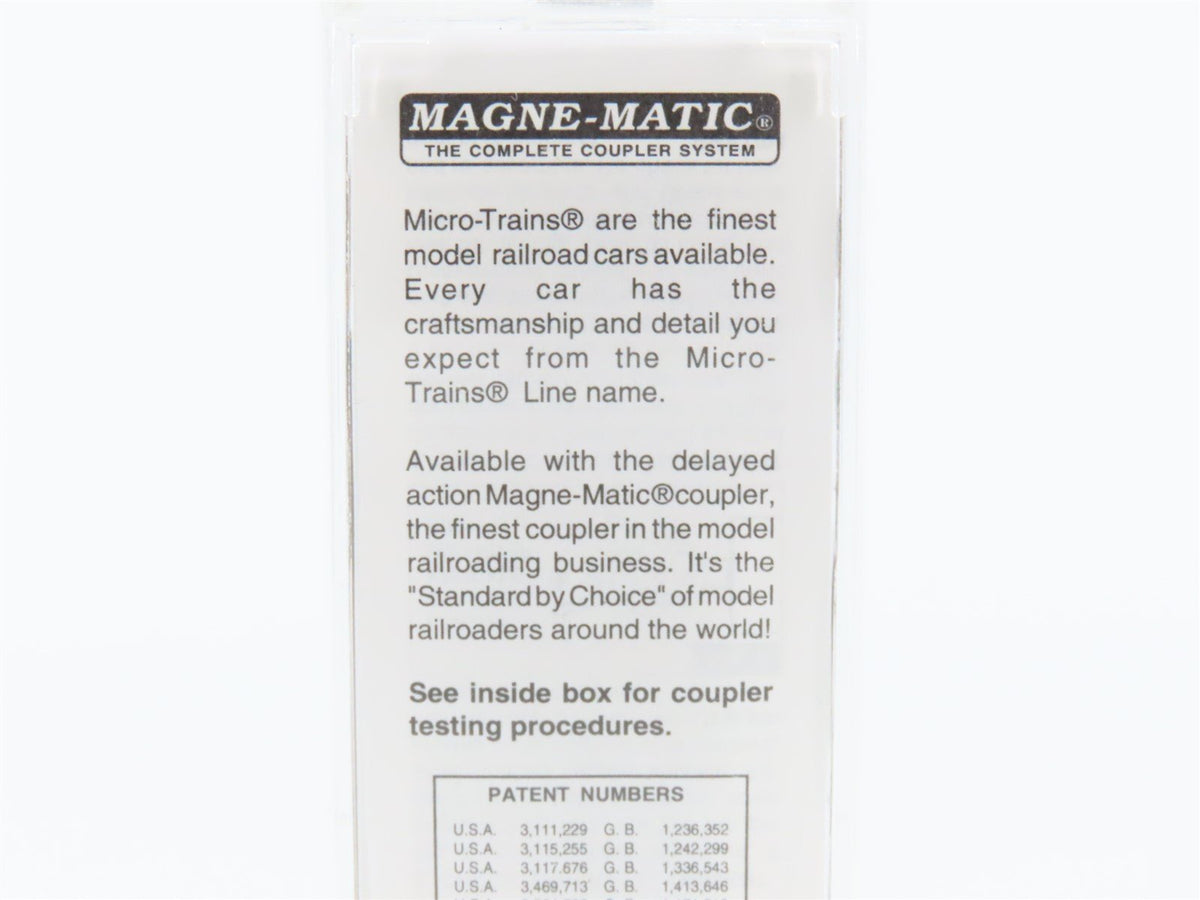 MAGNE-MATIC®
THE COMPLETE COUPLER SYSTEM
Micro-Trains® are the finest
model railroad cars available.
Every car has the
craftsmanship and detail you
expect from the Micro-
Trains® Line name.
Available with the delayed
action Magne-Matic®coupler,
the finest coupler in the model
railroading business. It's the
"Standard by Choice" of model
railroaders around the world!
See inside box for coupler
testing procedures.
PATENT NUMBERS
U.S.A. 3,111,229 G. B. 1,236,352
U.S.A. 3,115,255 G. B. 1,242,299
U.S.A. 3,117.676 G. B. 1,336,543
U.S.A. 3,469,713 G. B. 1,413,646